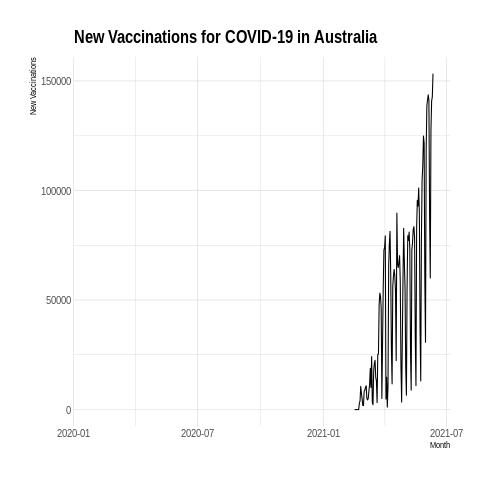 New Vaccinations for COVID-19 in Australia
New Vaccinations
150000
100000
50000
0
2020-01 2020-07 2021-01 2021-07
Month